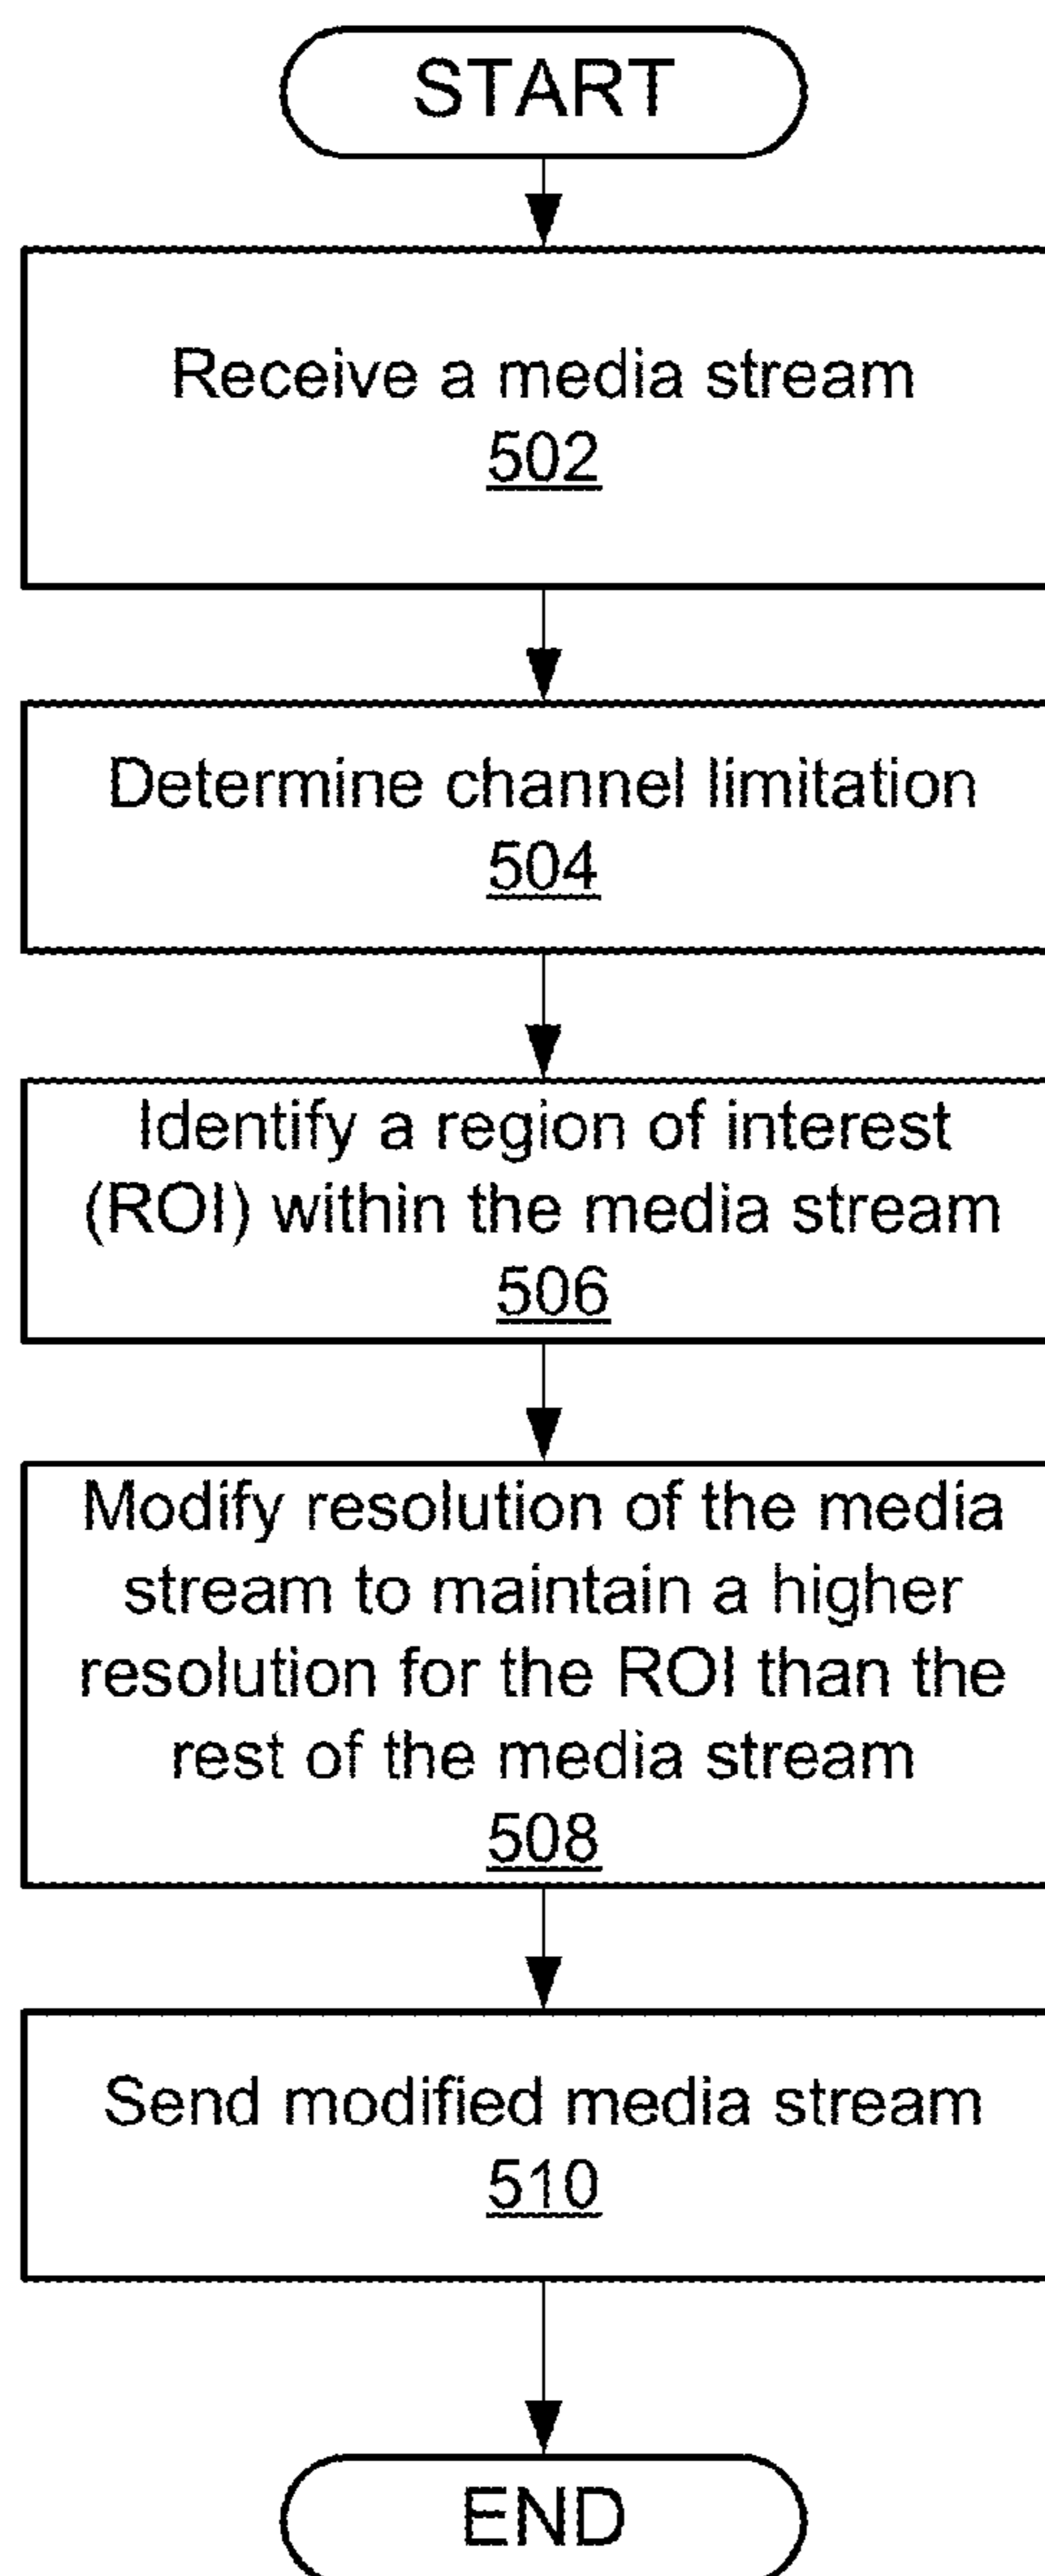 START
Receive a media stream
502
Determine channel limitation
504
Identify a region of interest
(ROI) within the media stream
506
Modify resolution of the media
stream to maintain a higher
resolution for the ROI than the
rest of the media stream
508
Send modified media stream
510
END